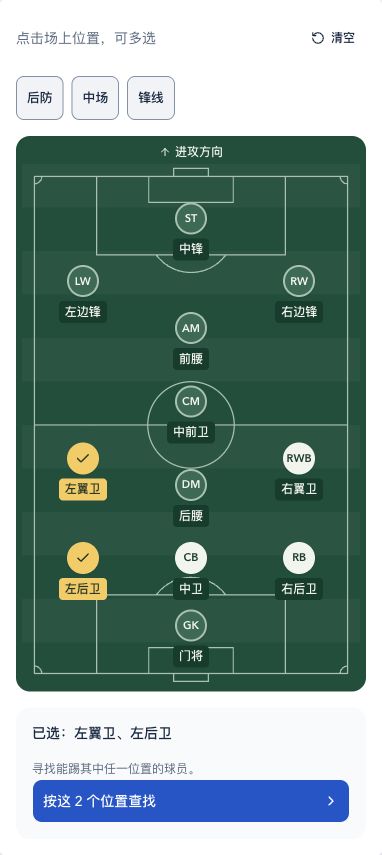 点击场上位置，可多选
清空
后防 中场 锋线
↑ 进攻方向
ST
中锋
LW RW
左边锋 右边锋
AM
前腰
CM
中前卫
RWB
左翼卫 右翼卫
DM
后腰
CB RB
左后卫 中卫 右后卫
GK
门将
已选：左翼卫、左后卫
寻找能踢其中任一位置的球员。
按这 2 个位置查找